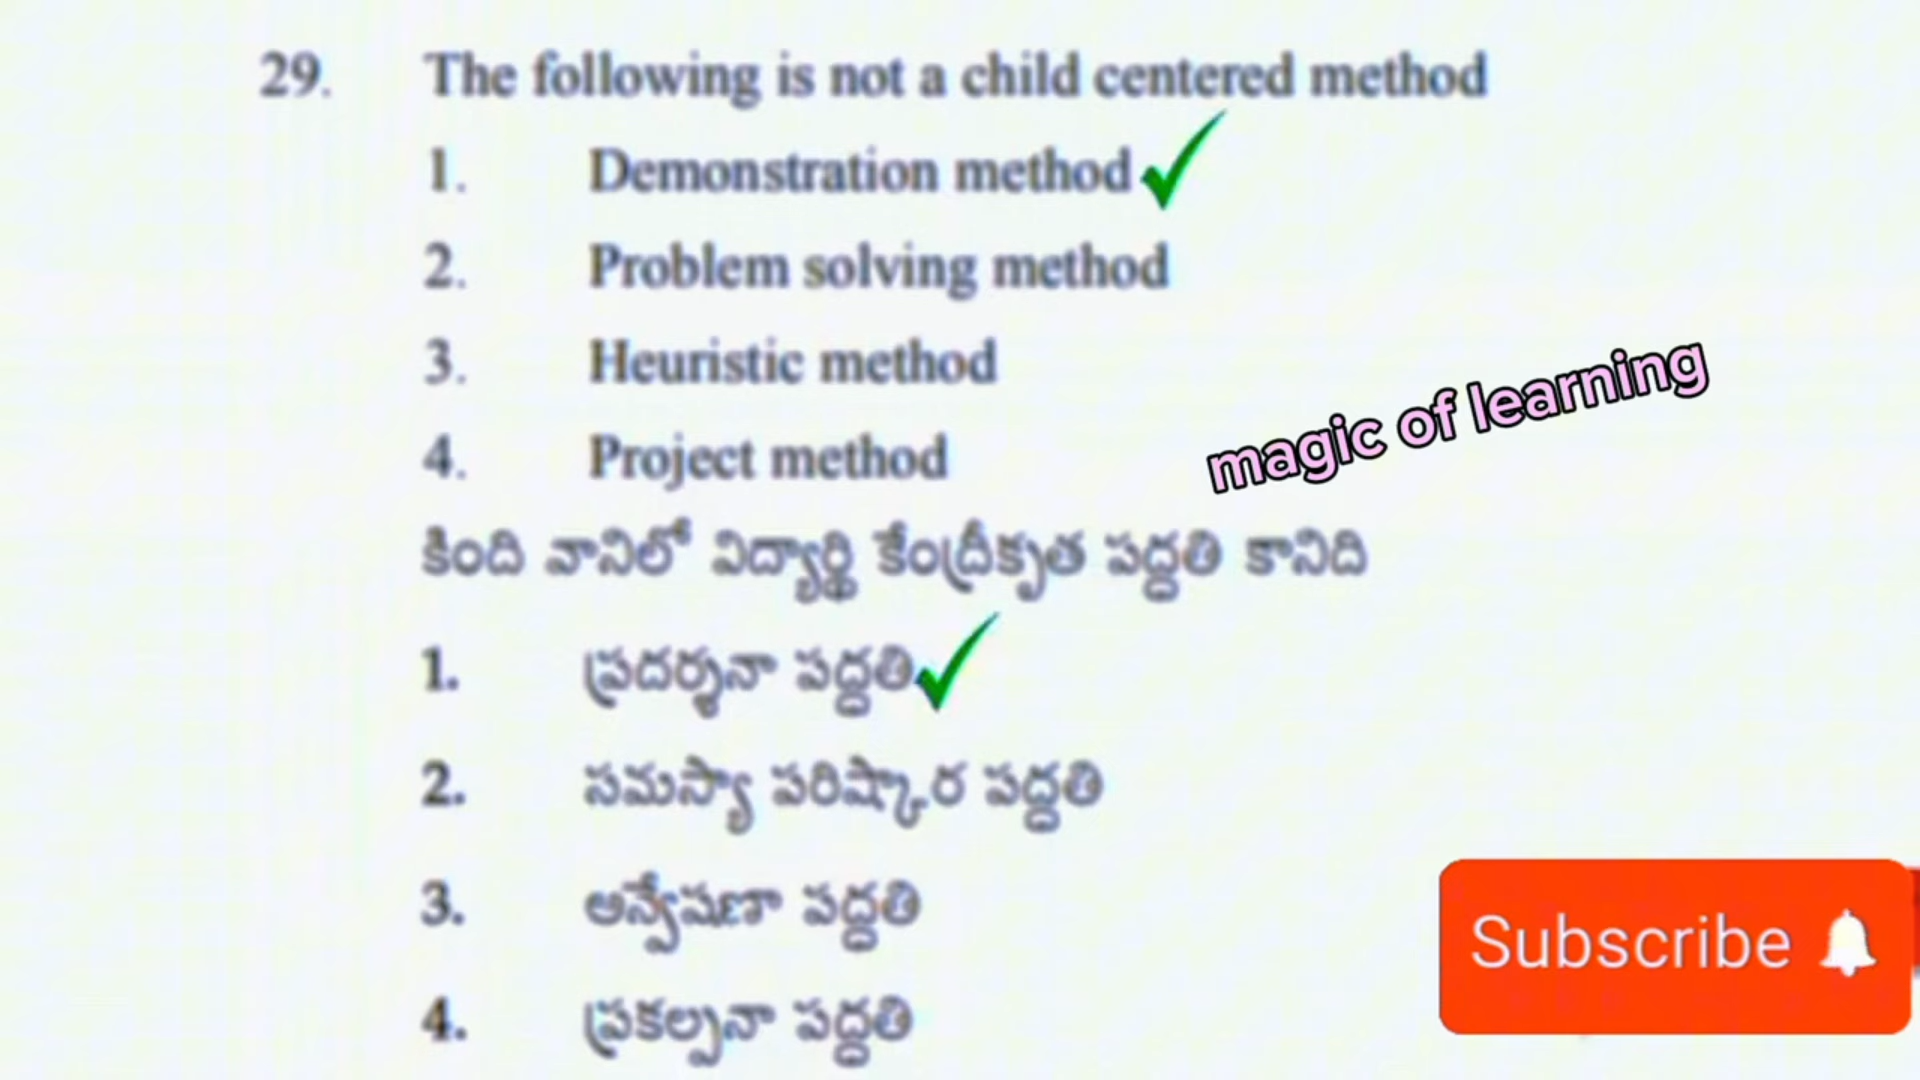 29. The following is not a child centered method
1. Demonstration method
2. Problem solving method
3. Heuristic method
4. Project method
magic of learning
కింది వానిలో విద్యార్థి కేంద్రీకృత పద్ధతి కానిది
1. ప్రదర్శనా పద్ధతి
2. సమస్యా పరిష్కార పద్ధతి
3. అన్వేషణా పద్ధతి
4. ప్రకల్పనా పద్ధతి
Subscribe